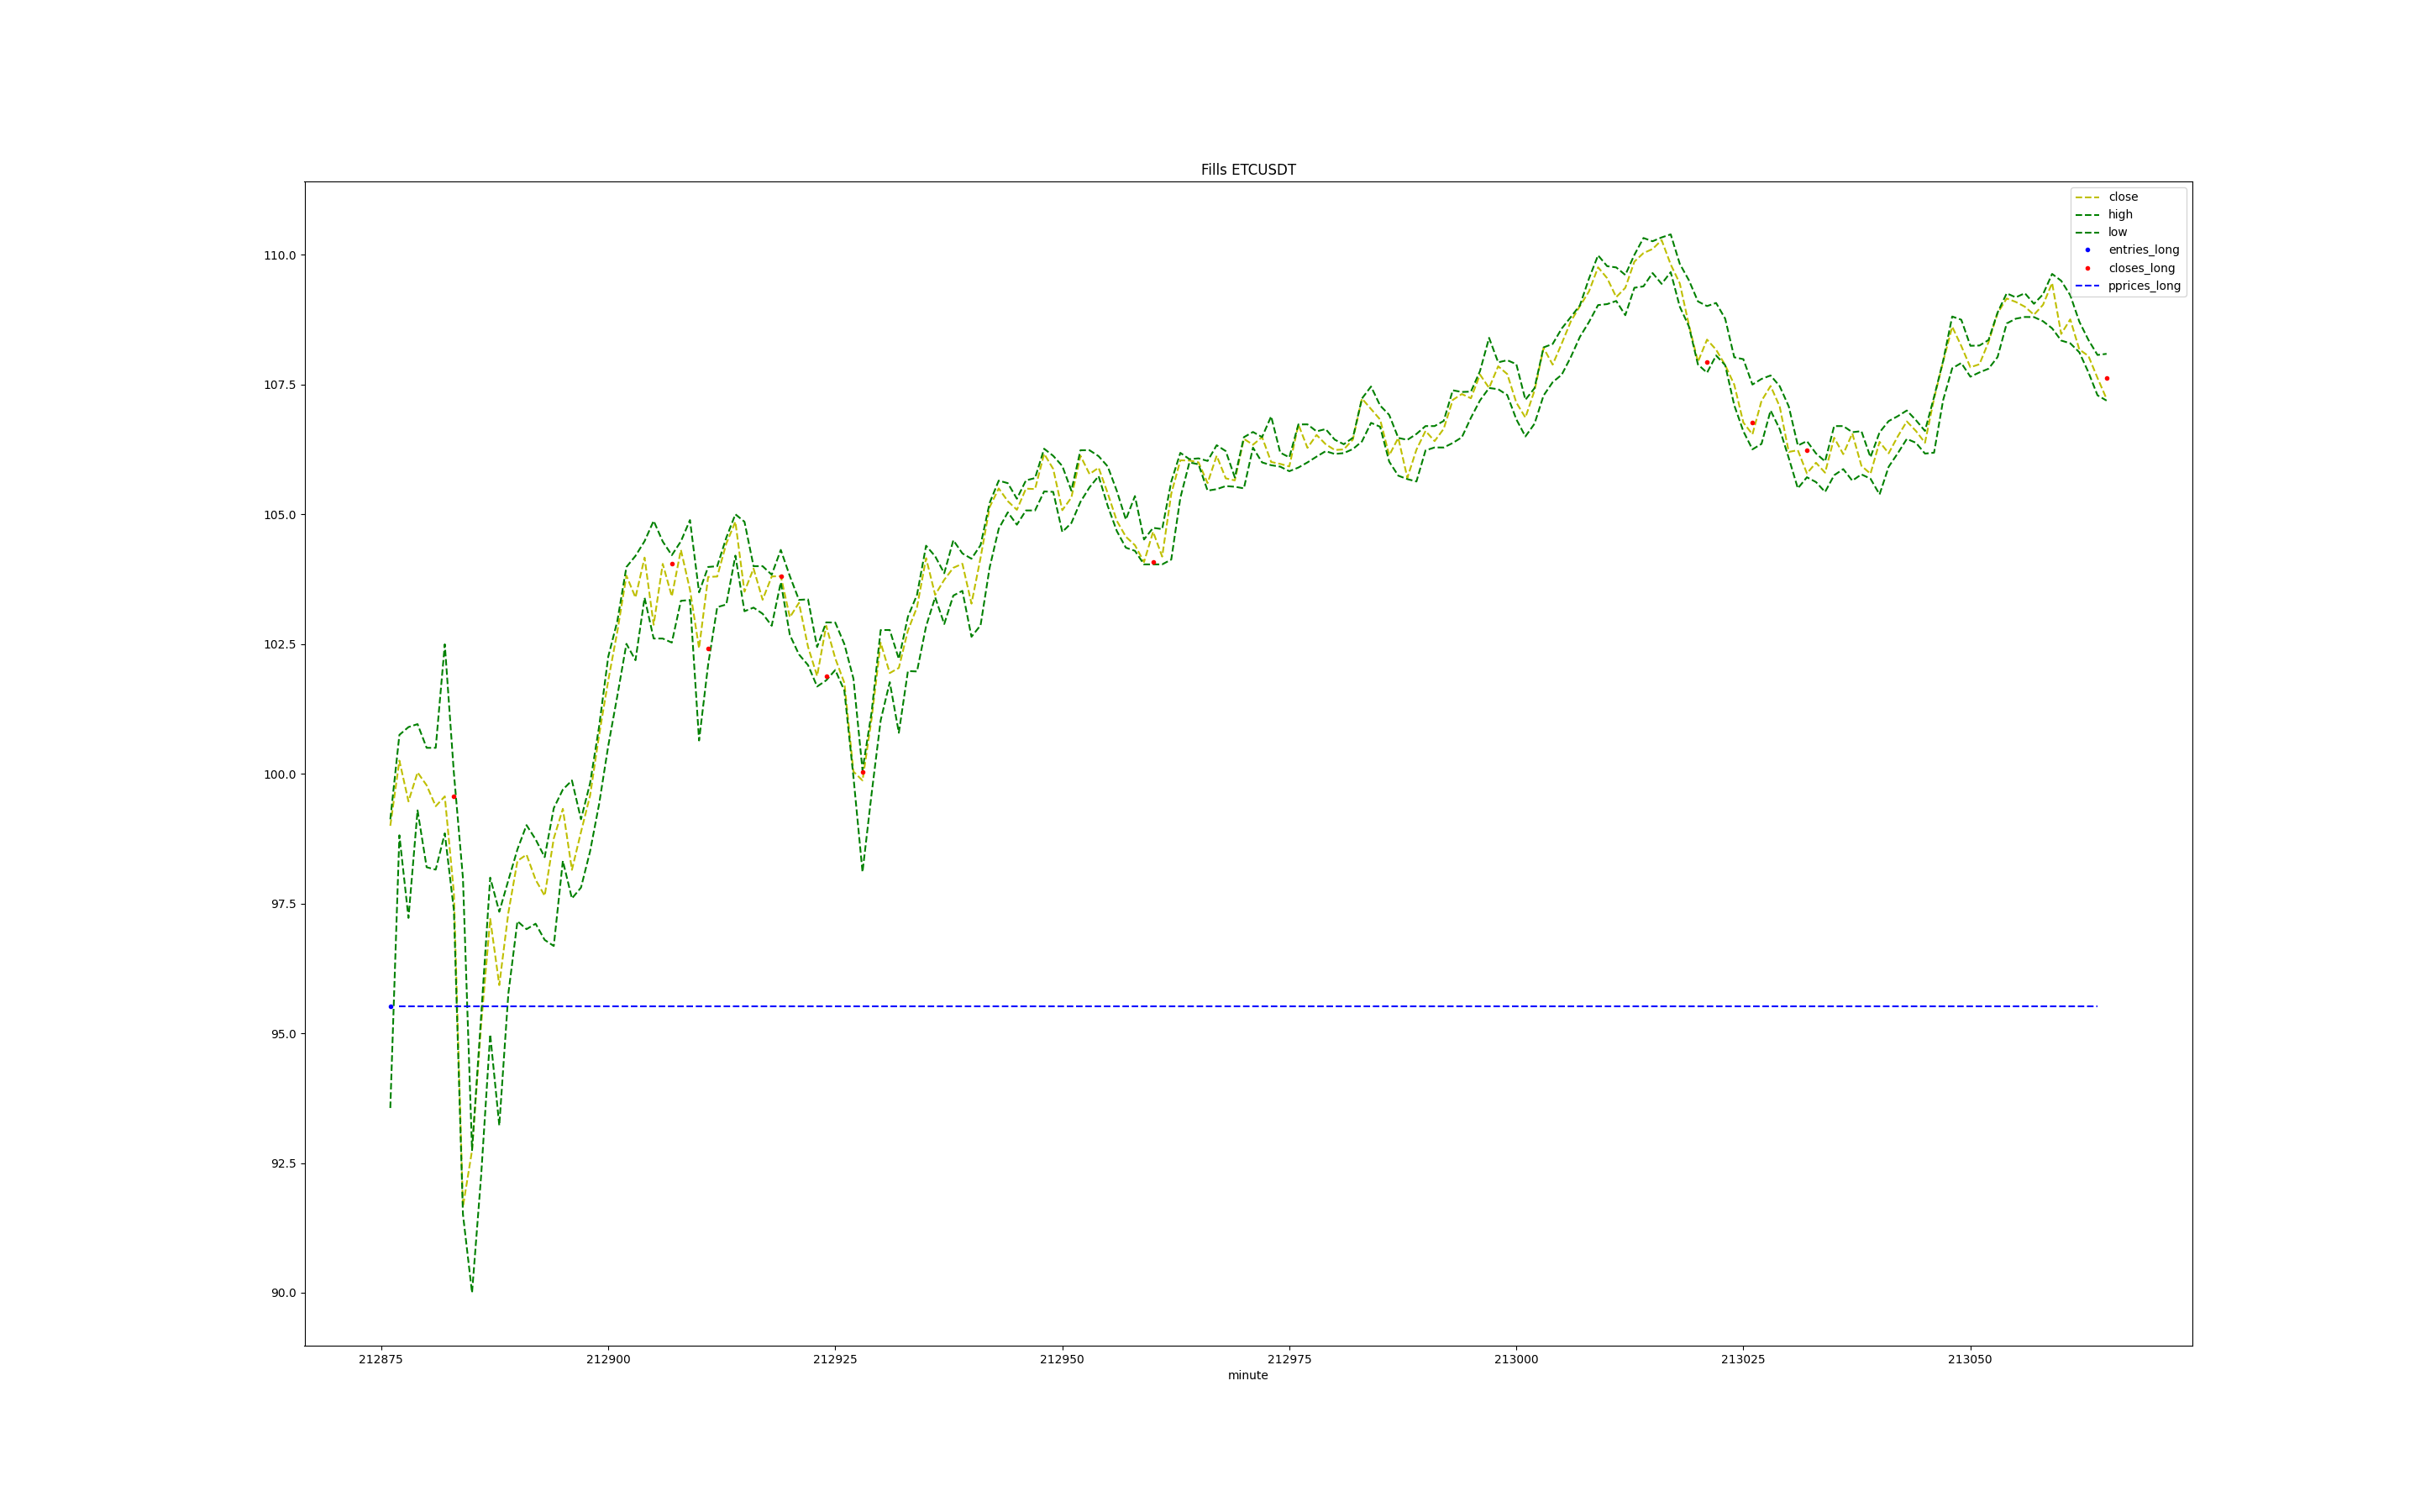 Fills ETCUSDT
close
high
low
entries_long
closes_long
pprices_long
110.0
107.5
105.0
102.5
100.0
97.5
95.0
92.5
90.0
212875 212900 212925 212950 212975 213000 213025 213050
minute